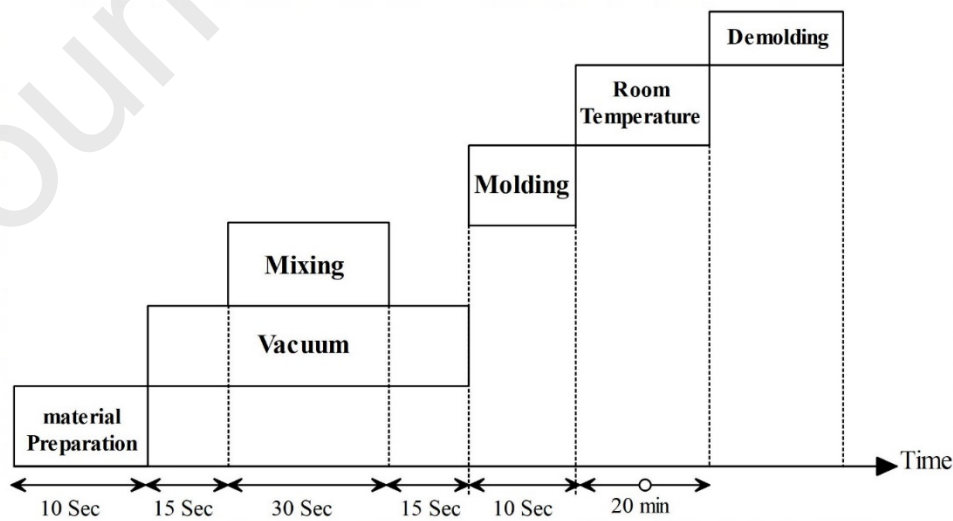 Demolding
Room
Temperature
Molding
Mixing
Vacuum
material
Preparation
Time
10 Sec 15 Sec 30 Sec 15 Sec 10 Sec 20 min